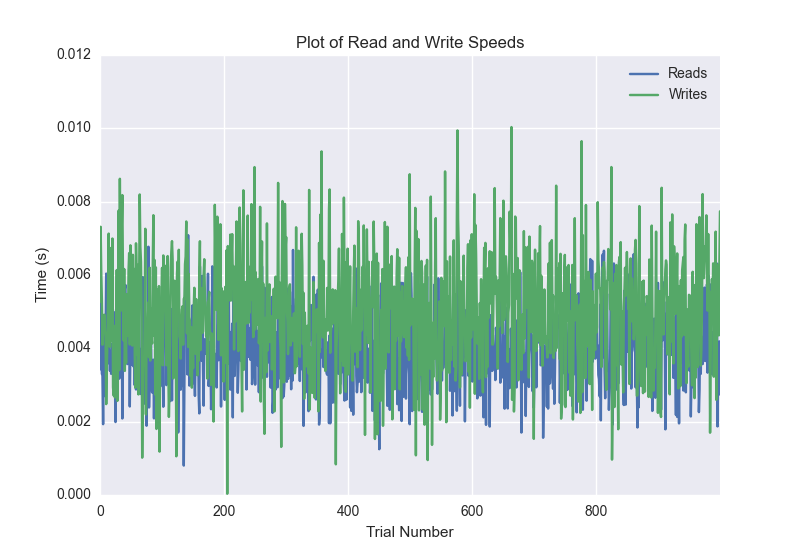 Plot of Read and Write Speeds
Reads
Writes
0.012
0.010
0.008
0.006
0.004
0.002
0.000
Time (s)
0 200 400 600 800
Trial Number